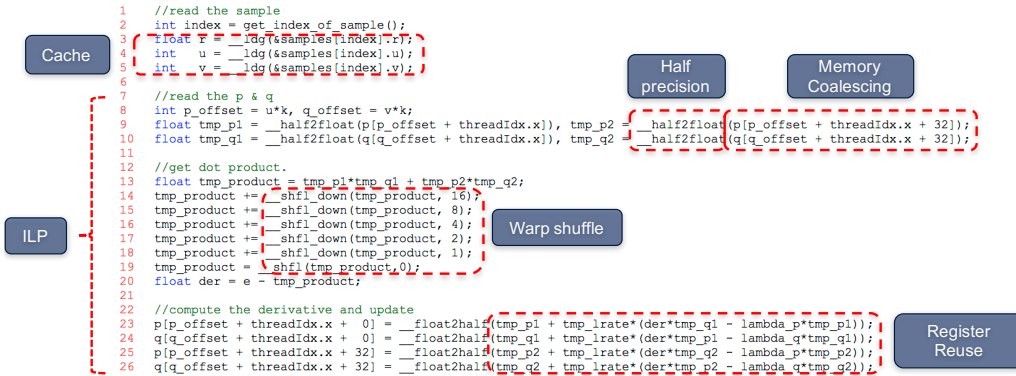 1 //read the sample
2 int index = get_index_of_sample();
3 float r = __ldg(&samples[index].r);
4 int u = __ldg(&samples[index].u);
5 int v = __ldg(&samples[index].v);
Cache
6
Half precision
Memory Coalescing
7 //read the p & q
8 int p_offset = u*k, q_offset = v*k;
9 float tmp_p1 = __half2float(p[p_offset + threadIdx.x]), tmp_p2 = __half2float(p[p_offset + threadIdx.x + 32]);
10 float tmp_q1 = __half2float(q[q_offset + threadIdx.x]), tmp_q2 = __half2float(q[q_offset + threadIdx.x + 32]);
11
12 //get dot product.
13 float tmp_product = tmp_p1*tmp_q1 + tmp_p2*tmp_q2;
14 tmp_product += __shfl_down(tmp_product, 16);
15 tmp_product += __shfl_down(tmp_product, 8);
16 tmp_product += __shfl_down(tmp_product, 4);
17 tmp_product += __shfl_down(tmp_product, 2);
18 tmp_product += __shfl_down(tmp_product, 1);
19 tmp_product = __shfl(tmp_product,0);
Warp shuffle
ILP
20 float der = e - tmp_product;
21
22 //compute the derivative and update
23 p[p_offset + threadIdx.x + 0] = __float2half(tmp_p1 + tmp_lrate*(der*tmp_q1 - lambda_p*tmp_p1));
24 q[q_offset + threadIdx.x + 0] = __float2half(tmp_q1 + tmp_lrate*(der*tmp_p1 - lambda_q*tmp_q1));
25 p[p_offset + threadIdx.x + 32] = __float2half(tmp_p2 + tmp_lrate*(der*tmp_q2 - lambda_p*tmp_p2));
26 q[q_offset + threadIdx.x + 32] = __float2half(tmp_q2 + tmp_lrate*(der*tmp_p2 - lambda_q*tmp_q2));
Register
Reuse